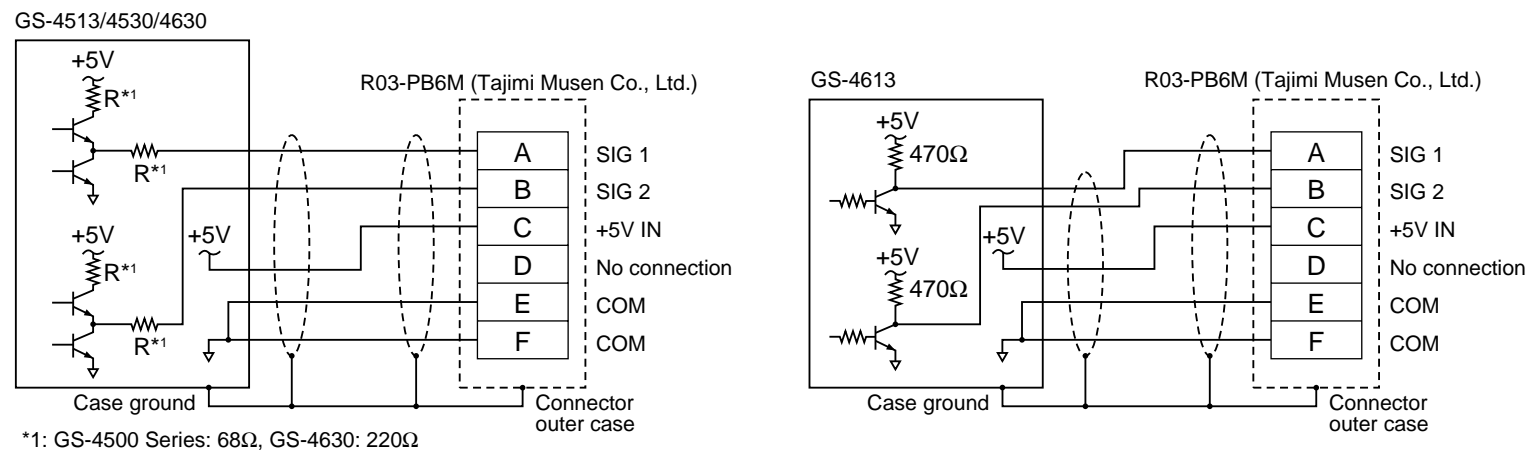 GS-4513/4530/4630
+5V
R*1
R*1
+5V
R*1
R*1
+5V
Case ground
R03-PB6M (Tajimi Musen Co., Ltd.)
A SIG 1
B SIG 2
C +5V IN
D No connection
E COM
F COM
Connector
outer case
*1: GS-4500 Series: 68Ω, GS-4630: 220Ω
GS-4613
+5V
470Ω
+5V
470Ω
+5V
Case ground
R03-PB6M (Tajimi Musen Co., Ltd.)
A SIG 1
B SIG 2
C +5V IN
D No connection
E COM
F COM
Connector
outer case